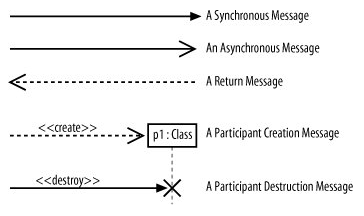 A Synchronous Message
An Asynchronous Message
A Return Message
<<create>>
p1 : Class
A Participant Creation Message
<<destroy>>
A Participant Destruction Message